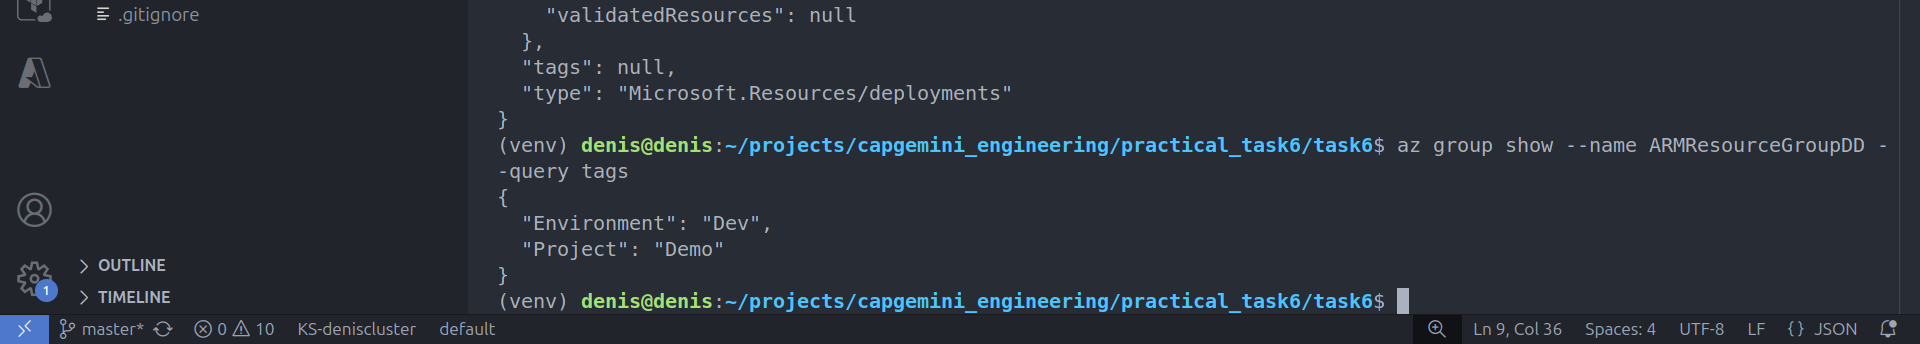 .gitignore
"validatedResources": null
},
"tags": null,
"type": "Microsoft.Resources/deployments"
}
(venv) denis@denis:~/projects/capgemini_engineering/practical_task6/task6$ az group show --name ARMResourceGroupDD -
-query tags
{
"Environment": "Dev",
"Project": "Demo"
}
(venv) denis@denis:~/projects/capgemini_engineering/practical_task6/task6$
OUTLINE
TIMELINE
1
master* 0 10 KS-deniscluster default Ln 9, Col 36 Spaces: 4 UTF-8 LF {} JSON